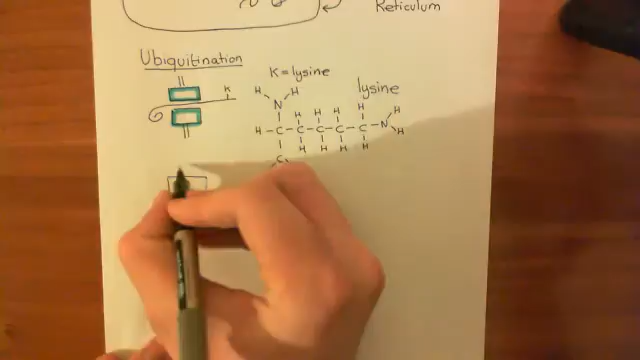 Reticulum
Ubiquitination
K = lysine
lysine
K
H H H
N
H H H H N
H - C - C - C - C - C H
H H H H
C